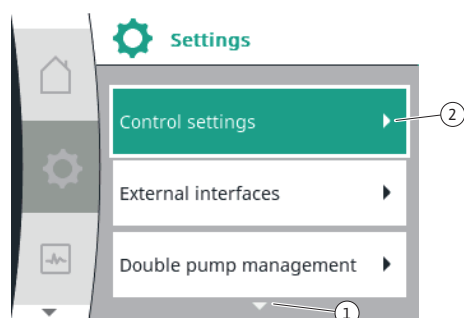 Settings
Control settings
2
External interfaces
Double pump management
1